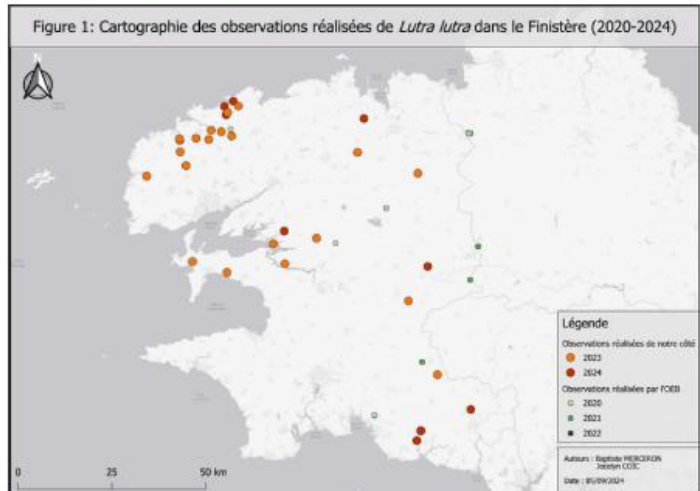 Figure 1: Cartographie des observations réalisées de Lutra lutra dans le Finistère (2020-2024)
Légende
Observations réalisées de notre côté
2023
2024
Observations réalisées par l'OEB
2020
2021
2022
0 25 50 km
Auteurs : Baptiste MERCERON
Jocelyn COÏC
Date : 05/09/2024